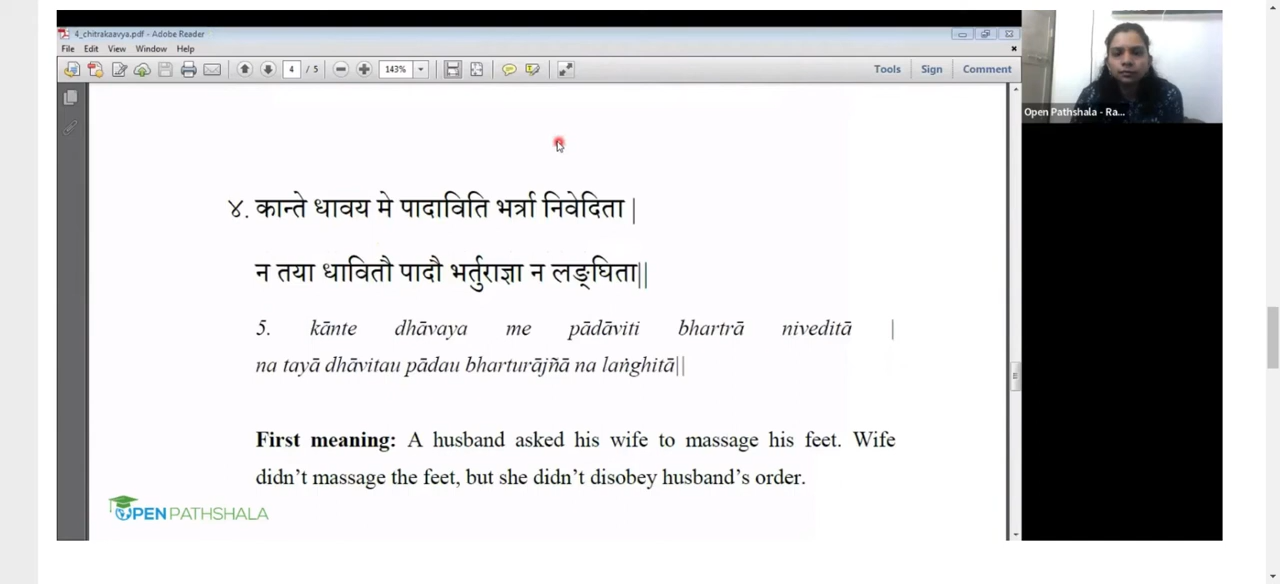 4_chitrakaavya.pdf - Adobe Reader
File Edit View Window Help
4 / 5 143% Tools Sign Comment
Open Pathshala - Ra...
४. कान्ते धावय मे पादाविति भर्त्रा निवेदिता |
न तया धावितौ पादौ भर्तुराज्ञा न लङ्घिता||
5. kānte dhāvaya me pādāviti bhartrā niveditā |
na tayā dhāvitau pādau bharturājñā na laṅghitā||
First meaning: A husband asked his wife to massage his feet. Wife
didn't massage the feet, but she didn't disobey husband's order.
OPEN PATHSHALA